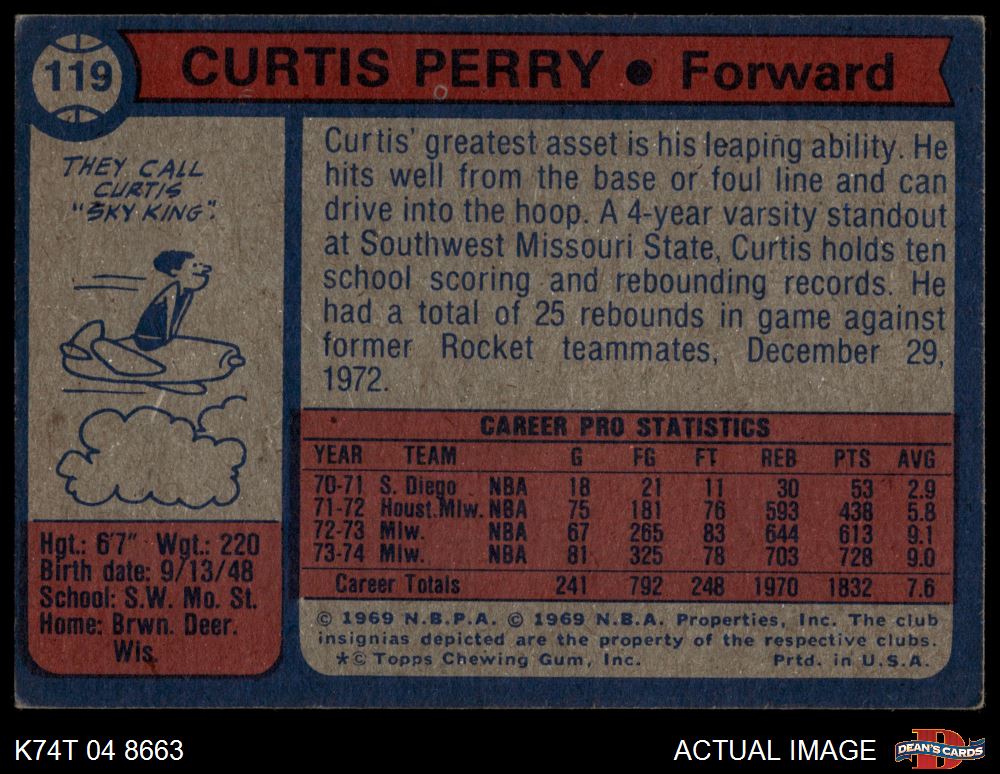 119
CURTIS PERRY ● Forward
THEY CALL
CURTIS
"SKY KING".
Curtis' greatest asset is his leaping ability. He
hits well from the base or foul line and can
drive into the hoop. A 4-year varsity standout
at Southwest Missouri State, Curtis holds ten
school scoring and rebounding records. He
had a total of 25 rebounds in game against
former Rocket teammates, December 29,
1972.
CAREER PRO STATISTICS
YEAR TEAM G FG FT REB PTS AVG
70-71 S. Diego NBA 18 21 11 30 53 2.9
71-72 Houst.Miw. NBA 75 181 76 593 438 5.8
72-73 Miw. NBA 67 265 83 644 613 9.1
73-74 Miw. NBA 81 325 78 703 728 9.0
Career Totals 241 792 248 1970 1832 7.6
Hgt.: 6'7" Wgt.: 220
Birth date: 9/13/48
School: S.W. Mo. St.
Home: Brwn. Deer.
Wis.
© 1969 N.B.P.A. © 1969 N.B.A. Properties, Inc. The club
insignias depicted are the property of the respective clubs.
*© Topps Chewing Gum, Inc. Prtd. in U.S.A.
K74T 04 8663
ACTUAL IMAGE
DEAN'S CARDS